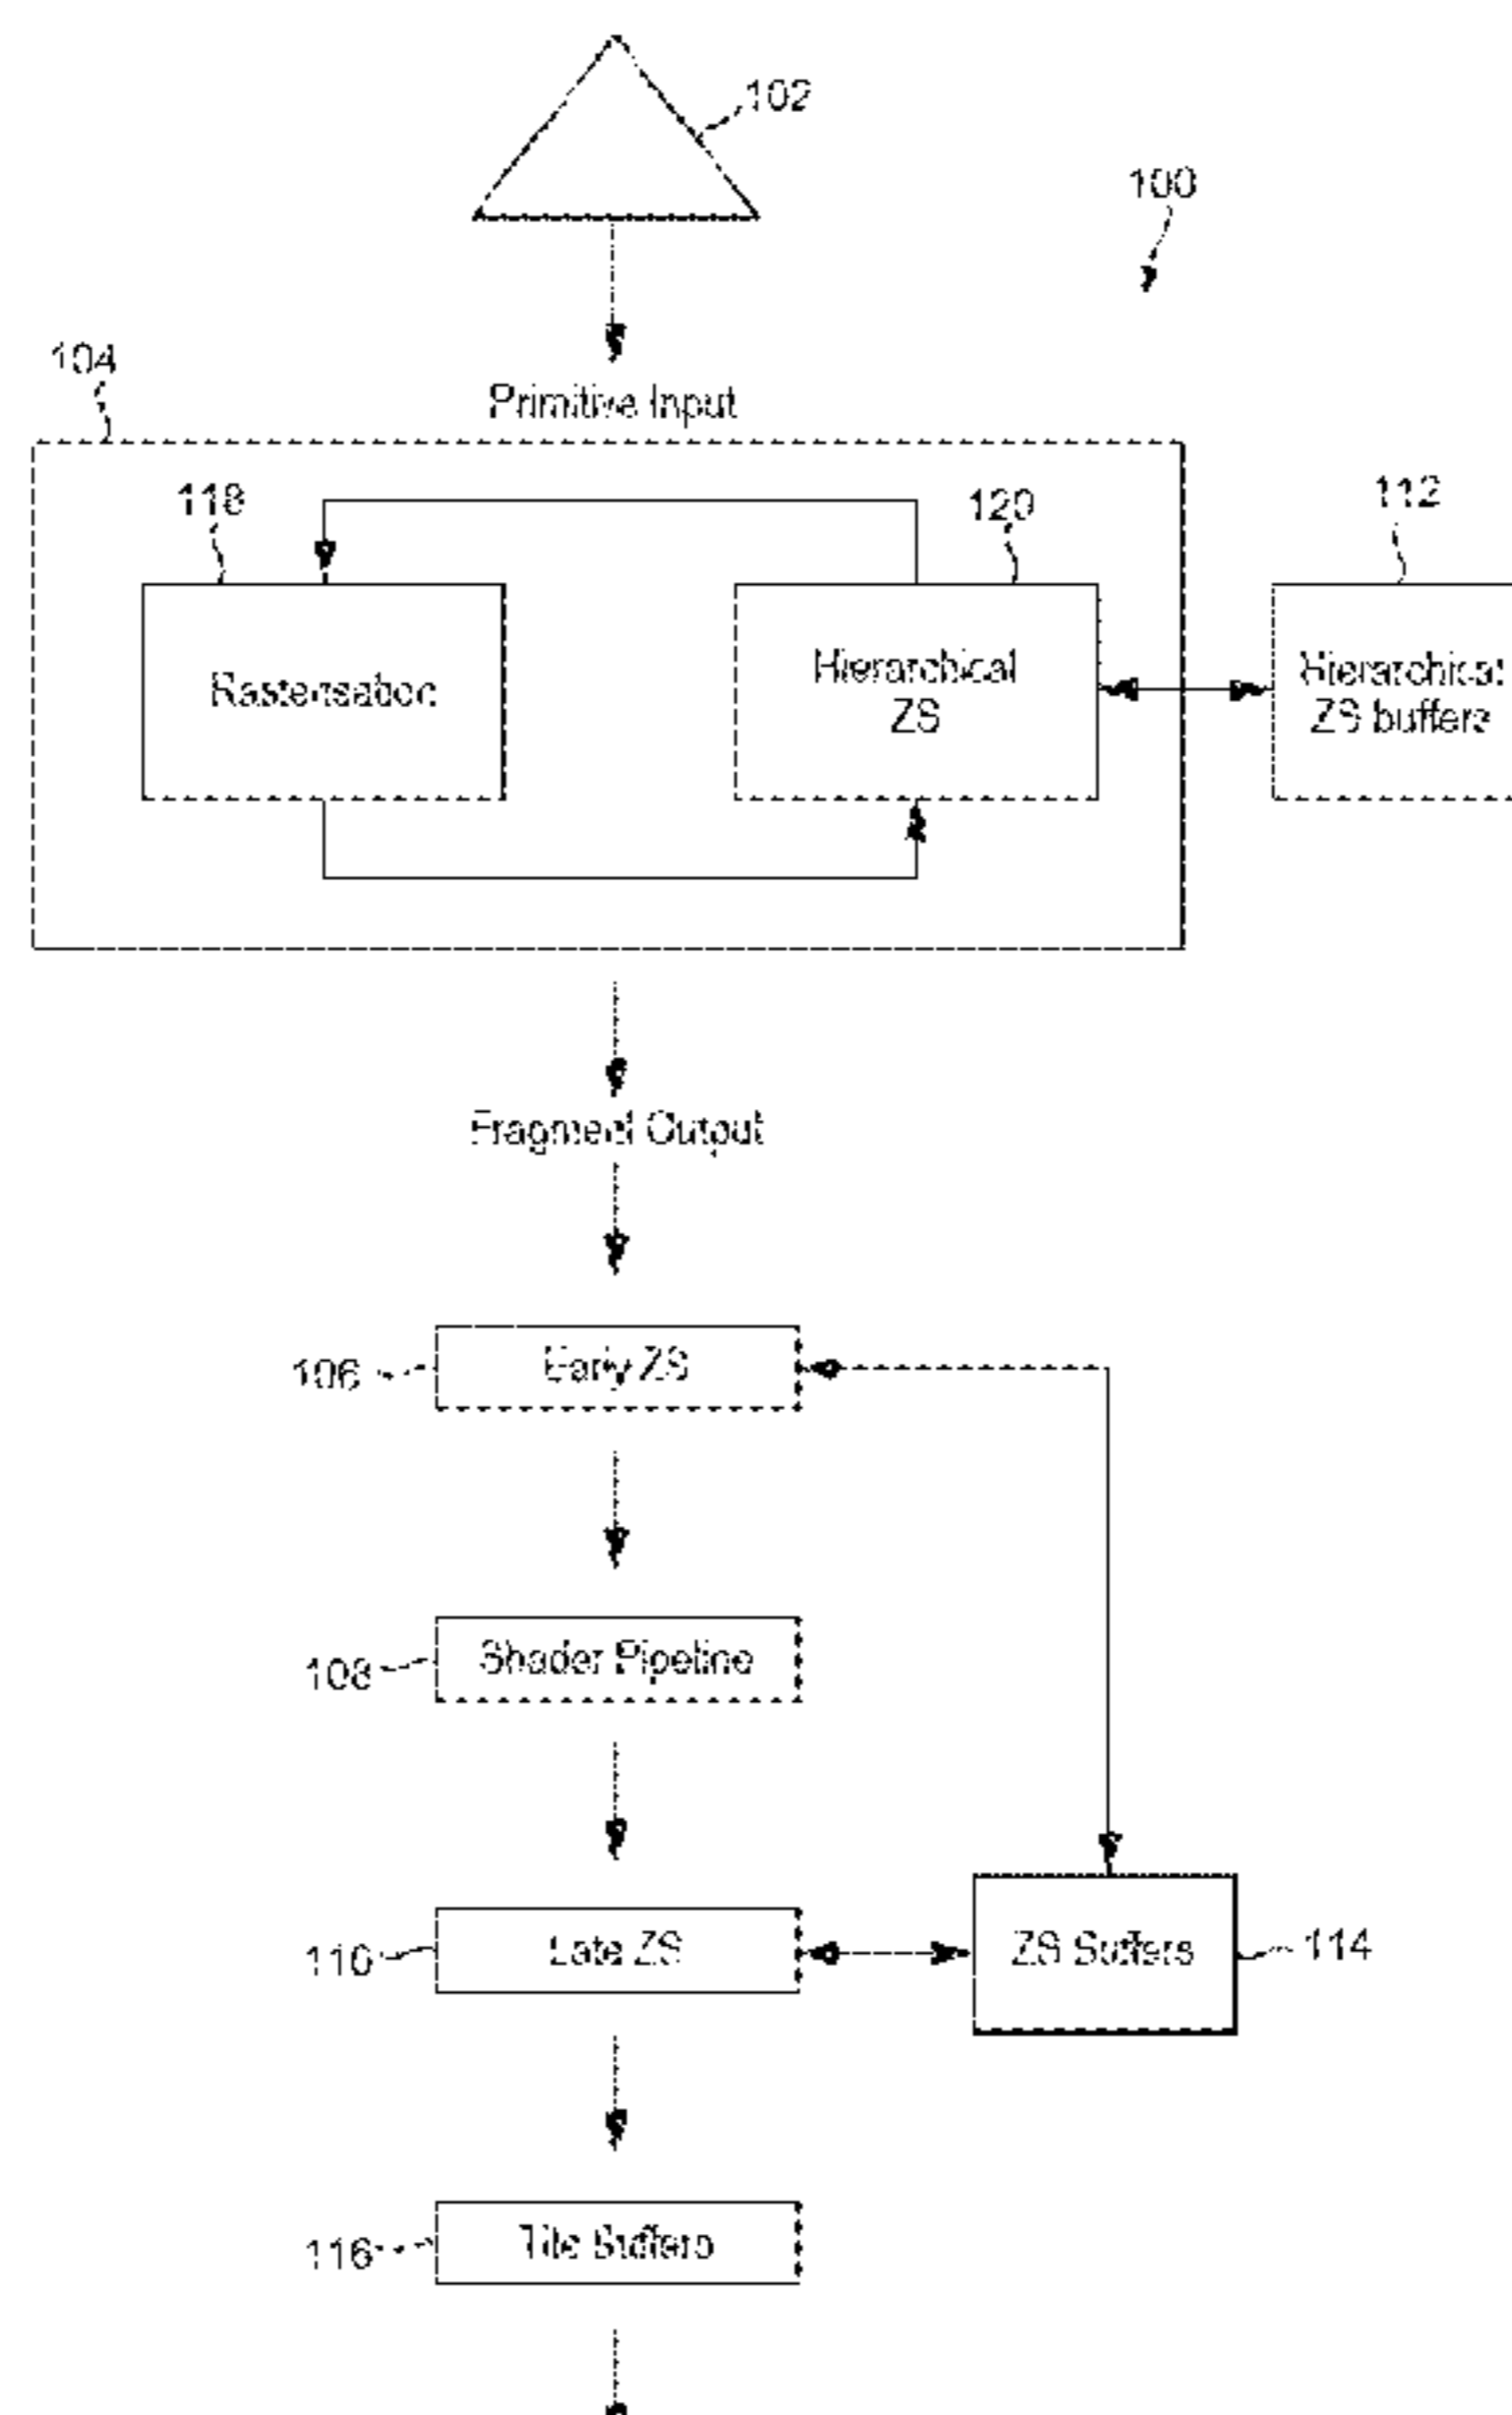 102
100
104
Primitive Input
118
120
112
Rasterisation
Hierarchical
ZS
Hierarchical
ZS buffers
Fragment Output
106
Early ZS
108
Shader Pipeline
110
Late ZS
ZS Buffers
114
116
Tile Buffers